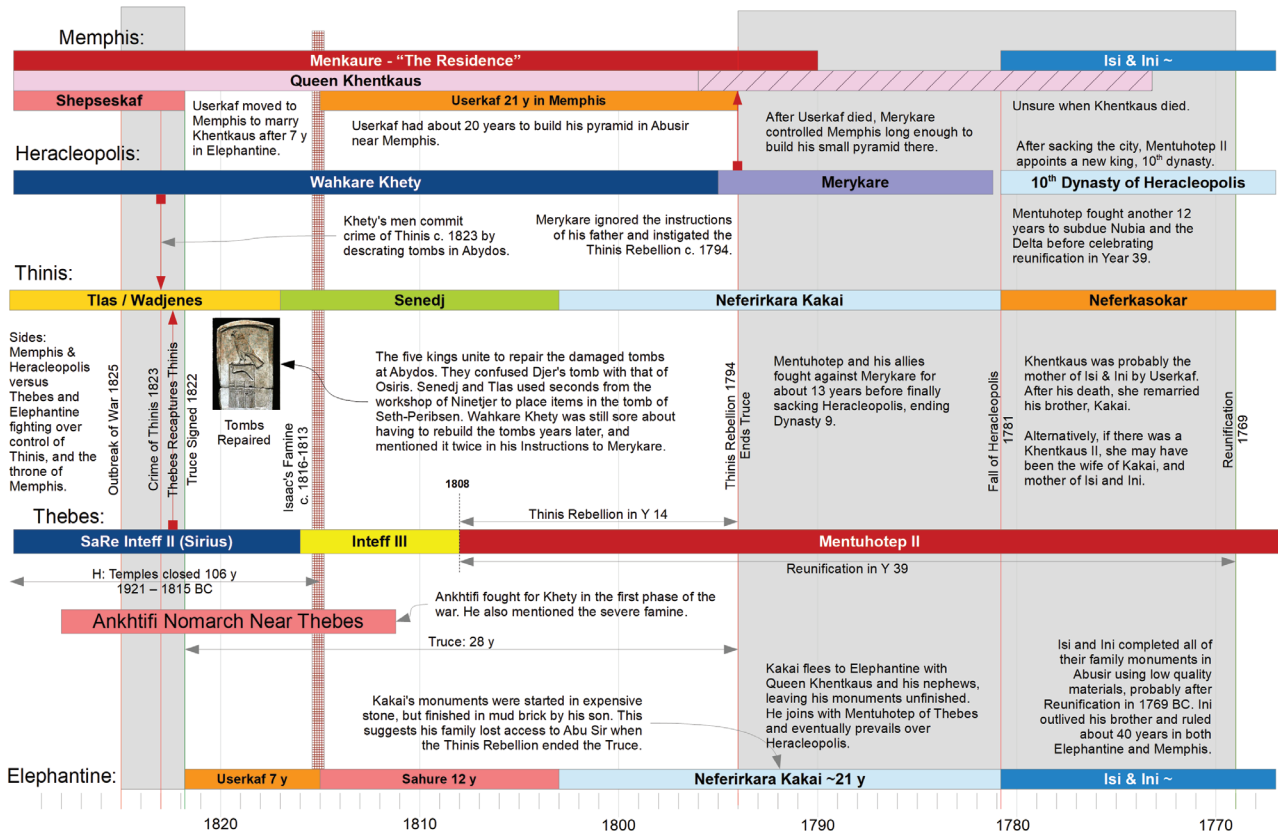 Memphis:
Menkaure - “The Residence”
Isi & Ini ~
Queen Khentkaus
Shepseskaf
Userkaf moved to
Memphis to marry
Khentkaus after 7 y
in Elephantine.
Userkaf 21 y in Memphis
Userkaf had about 20 years to build his pyramid in Abusir
near Memphis.
After Userkaf died, Merykare
controlled Memphis long enough to
build his small pyramid there.
Unsure when Khentkaus died.
After sacking the city, Mentuhotep II
appoints a new king, 10th dynasty.
Heracleopolis:
Wahkare Khety
Merykare
10th Dynasty of Heracleopolis
Khety's men commit
crime of Thinis c. 1823 by
descrating tombs in Abydos.
Merykare ignored the instructions
of his father and instigated the
Thinis Rebellion c. 1794.
Mentuhotep fought another 12
years to subdue Nubia and the
Delta before celebrating
reunification in Year 39.
Thinis:
Tlas / Wadjenes
Senedj
Neferirkara Kakai
Neferkasokar
Sides:
Memphis &
Heracleopolis
versus
Thebes and
Elephantine
fighting over
control of
Thinis, and the
throne of
Memphis.
Outbreak of War 1825
Crime of Thinis 1823
Thebes Recaptures Thinis
Truce Signed 1822
Tombs
Repaired
Isaac's Famine
c. 1816-1813
The five kings unite to repair the damaged tombs
at Abydos. They confused Djer's tomb with that of
Osiris. Senedj and Tlas used seconds from the
workshop of Ninetjer to place items in the tomb of
Seth-Peribsen. Wahkare Khety was still sore about
having to rebuild the tombs years later, and
mentioned it twice in his Instructions to Merykare.
Thinis Rebellion 1794
Ends Truce
Mentuhotep and his allies
fought against Merykare for
about 13 years before finally
sacking Heracleopolis, ending
Dynasty 9.
Fall of Heracleopolis
1781
Khentkaus was probably the
mother of Isi & Ini by Userkaf.
After his death, she remarried
his brother, Kakai.
Alternatively, if there was a
Khentkaus II, she may have
been the wife of Kakai, and
mother of Isi and Ini.
Reunification
1769
1808
Thinis Rebellion in Y 14
Thebes:
SaRe Inteff II (Sirius)
Inteff III
Mentuhotep II
Reunification in Y 39
H: Temples closed 106 y
1921 – 1815 BC
Ankhtifi Nomarch Near Thebes
Ankhtifi fought for Khety in the first phase of the
war. He also mentioned the severe famine.
Truce: 28 y
Kakai's monuments were started in expensive
stone, but finished in mud brick by his son. This
suggests his family lost access to Abu Sir when
the Thinis Rebellion ended the Truce.
Kakai flees to Elephantine with
Queen Khentkaus and his nephews,
leaving his monuments unfinished.
He joins with Mentuhotep of Thebes
and eventually prevails over
Heracleopolis.
Isi and Ini completed all of
their family monuments in
Abusir using low quality
materials, probably after
Reunification in 1769 BC. Ini
outlived his brother and ruled
about 40 years in both
Elephantine and Memphis.
Elephantine:
Userkaf 7 y
Sahure 12 y
Neferirkara Kakai ~21 y
Isi & Ini ~
1820
1810
1800
1790
1780
1770